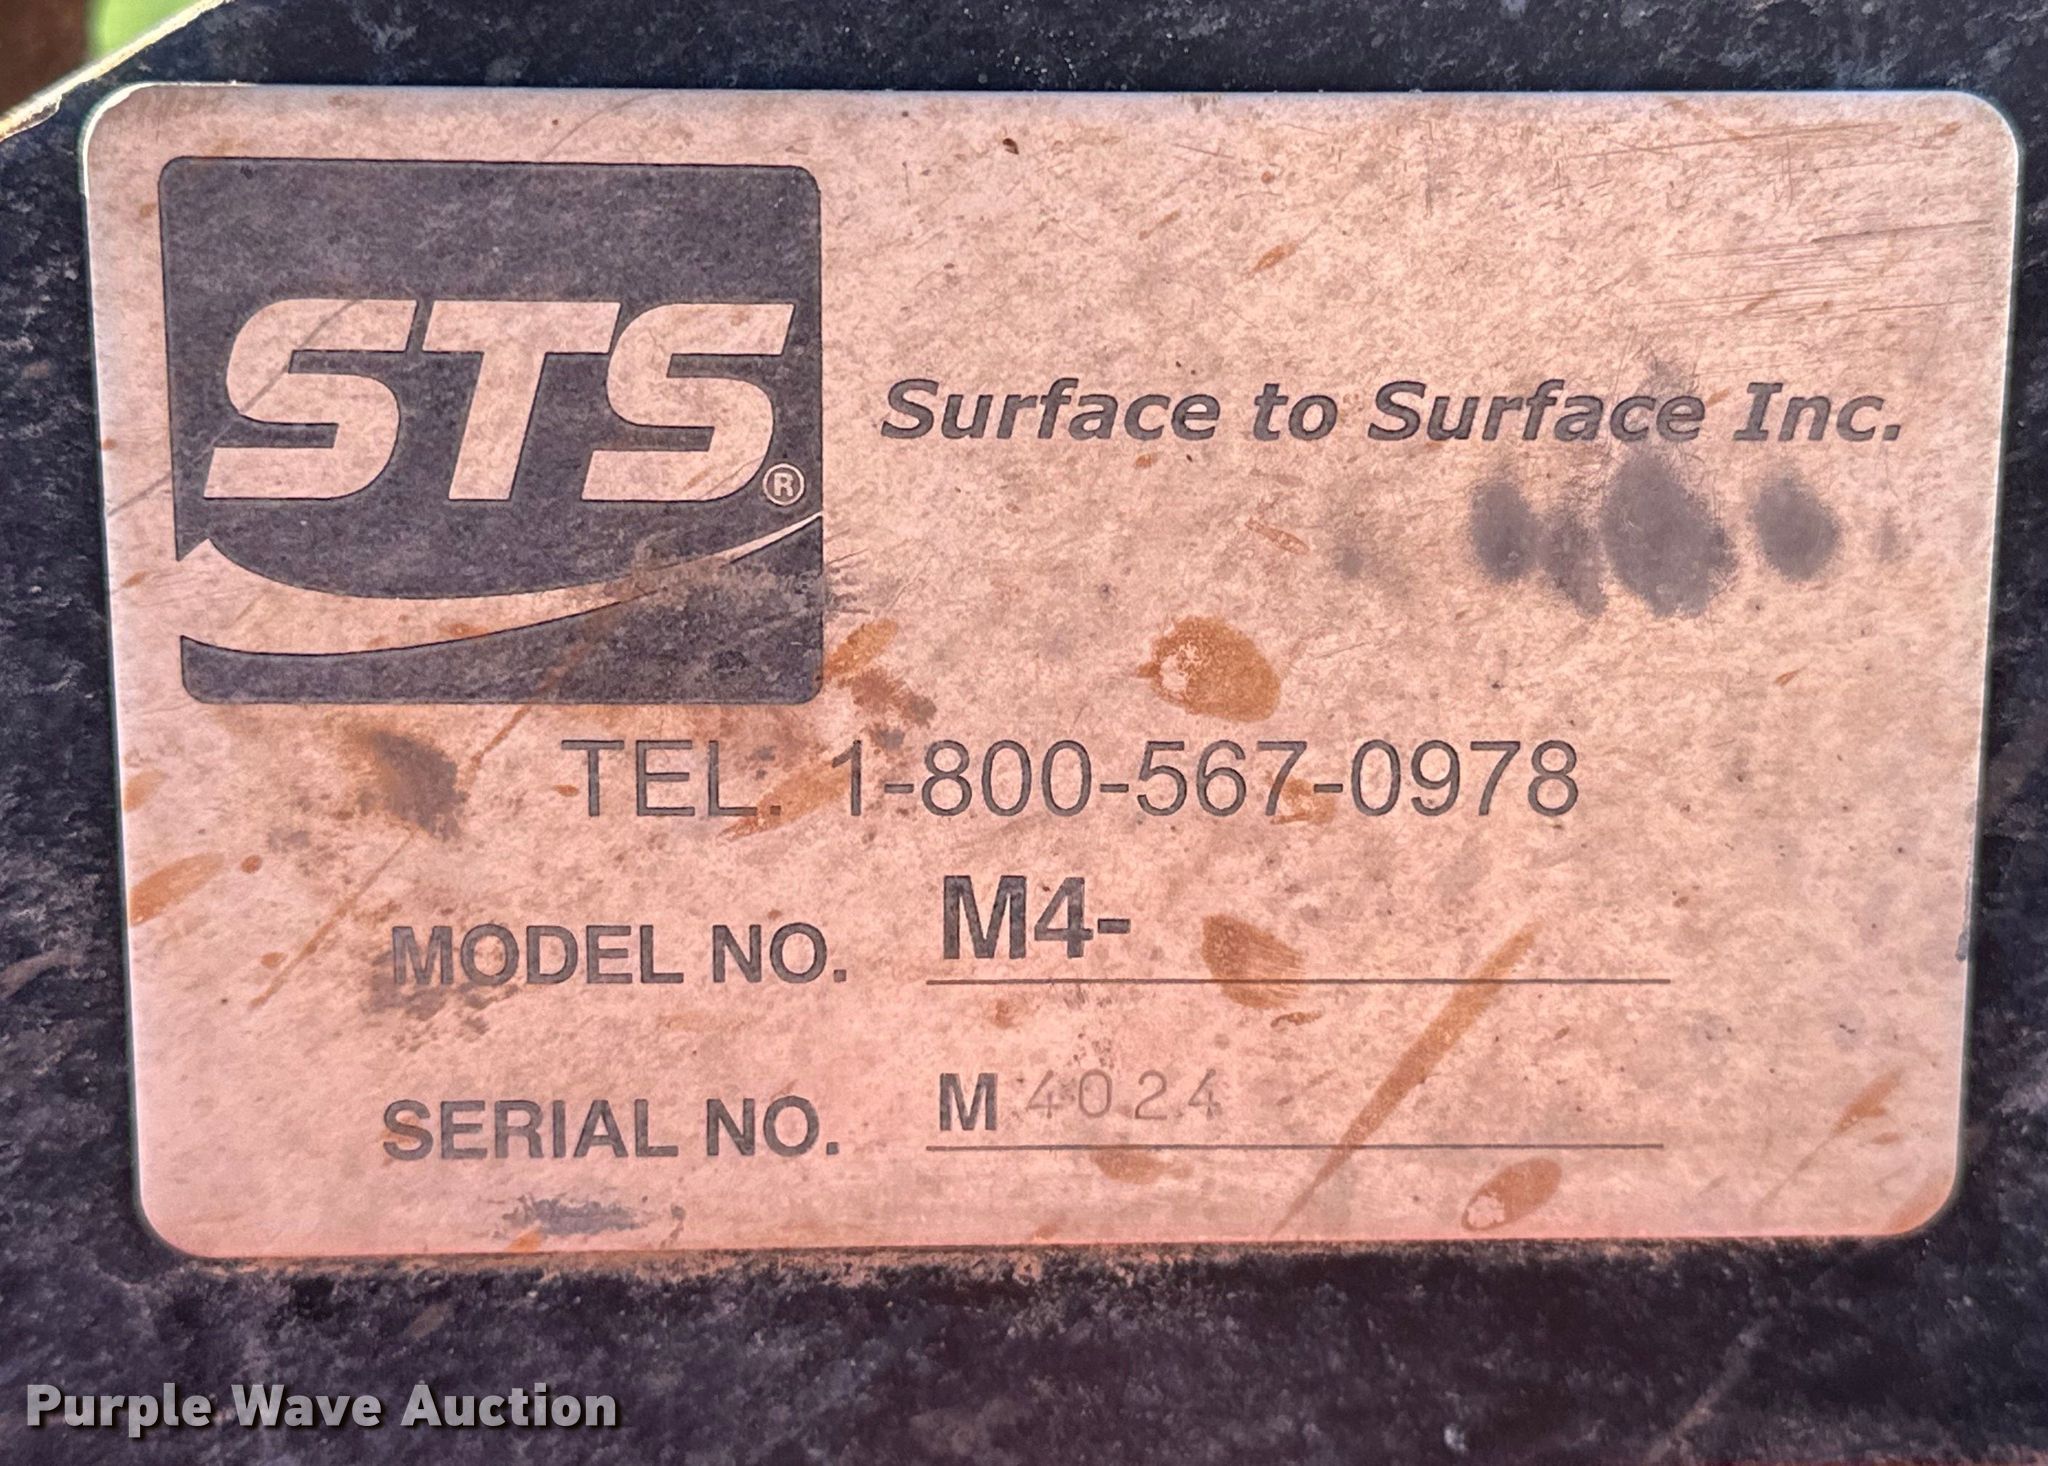 STS®
Surface to Surface Inc.
TEL. 1-800-567-0978
MODEL NO. M4-
SERIAL NO. M 4024
Purple Wave Auction